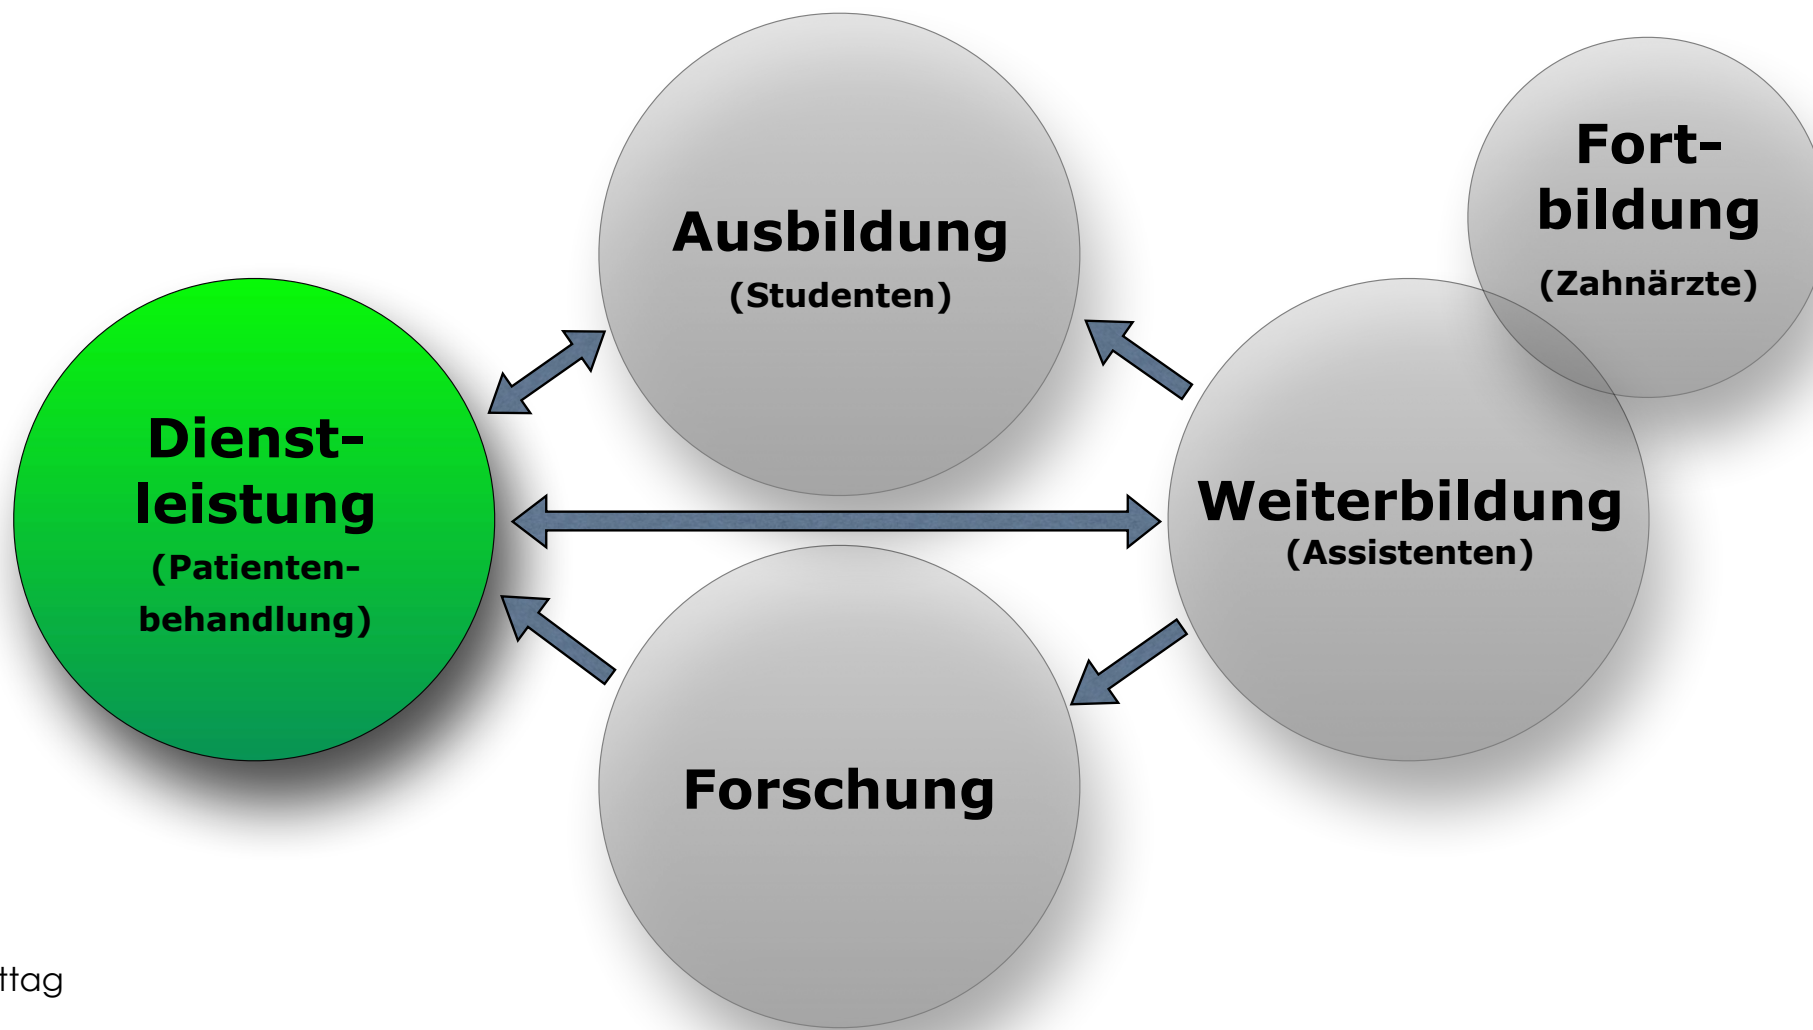 Ausbildung
(Studenten)
Fort-
bildung
(Zahnärzte)
Dienst-
leistung
(Patienten-
behandlung)
Weiterbildung
(Assistenten)
Forschung
ttag